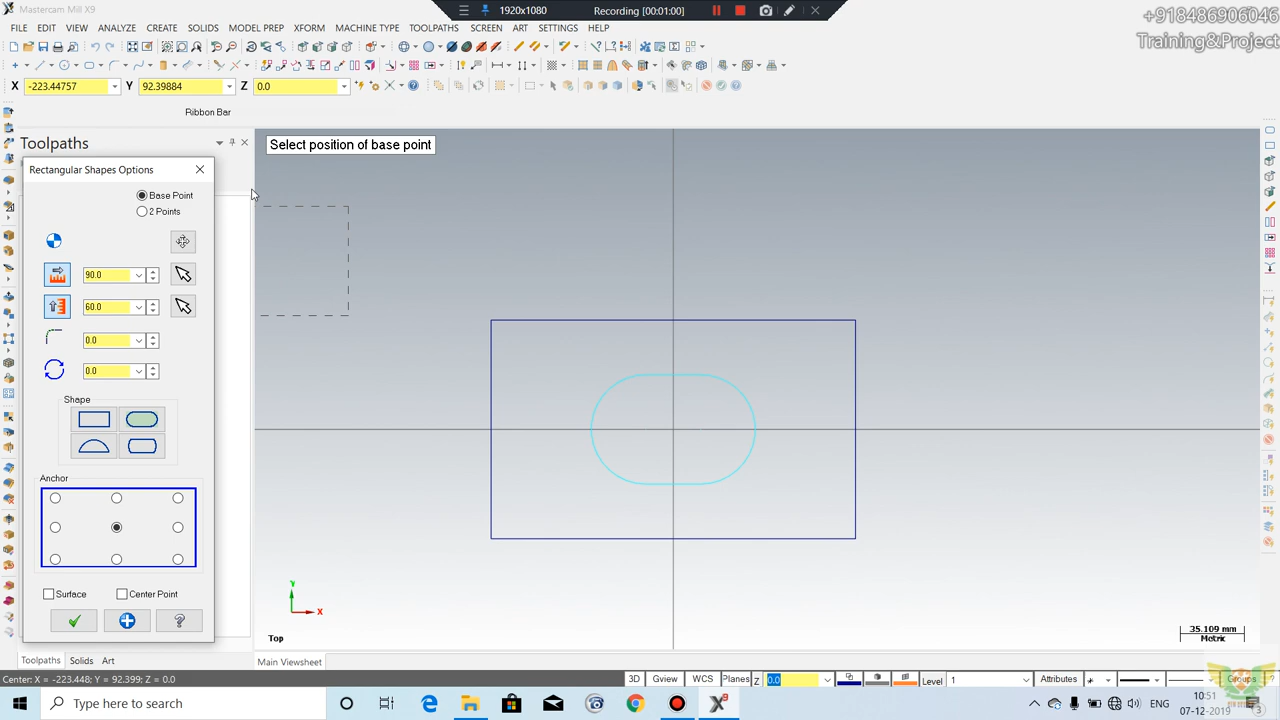 Mastercam Mill X9
1920x1080
Recording [00:01:00]
+918486906046
Training&Project
FILE EDIT VIEW ANALYZE CREATE SOLIDS MODEL PREP XFORM MACHINE TYPE TOOLPATHS SCREEN ART SETTINGS HELP
X -223.44757 Y 92.39884 Z 0.0
Ribbon Bar
Toolpaths
Select position of base point
Rectangular Shapes Options
Base Point
2 Points
90.0
60.0
0.0
0.0
Shape
Anchor
Surface Center Point
Y
X
Top
35.109 mm
Metric
Toolpaths Solids Art
Main Viewsheet
Center: X = -223.448; Y = 92.399; Z = 0.0
3D Gview WCS Planes Z 0.0 Level 1 Attributes Groups ?
Type here to search
X9
ENG
10:51
07-12-2019
3